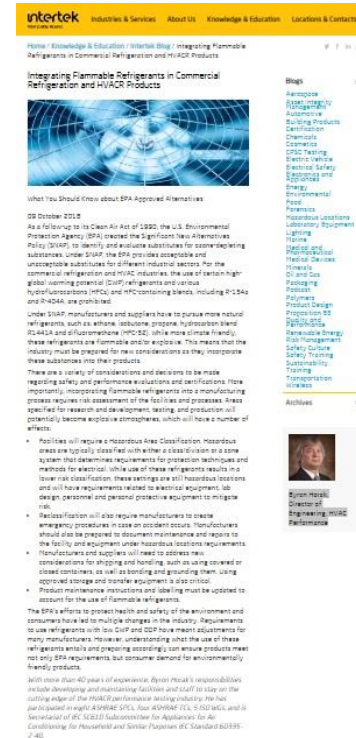 intertek
Total Quality. Assured.
Industries & Services   About Us   Knowledge & Education   Locations & Contacts
Home / Knowledge & Education / Intertek Blog / Integrating Flammable
Refrigerants in Commercial Refrigeration and HVACR Products
Integrating Flammable Refrigerants in Commercial
Refrigeration and HVACR Products
What You Should Know about EPA Approved Alternatives
09 October 2018
As a follow-up to its Clean Air Act of 1990, the U.S. Environmental
Protection Agency (EPA) created the Significant New Alternatives
Policy (SNAP), to identify and evaluate substitutes for ozone-depleting
substances. Under SNAP, the EPA provides acceptable and
unacceptable substitutes for different industrial sectors. For the
commercial refrigeration and HVAC industries, the use of certain high-
global warming potential (GWP) refrigerants and various
hydrofluorocarbons (HFCs) and HFC-containing blends, including R-134a
and R-404A, are prohibited.
Under SNAP, manufacturers and suppliers have to pursue more natural
refrigerants, such as ethane, isobutane, propane, hydrocarbon blend
R1441A and difluoromethane (HFC-32). While more climate friendly,
these refrigerants are flammable and/or explosive. This means that the
industry must be prepared for new considerations as they incorporate
these substances into their products.
There are a variety of considerations and decisions to be made
regarding safety and performance evaluations and certifications. More
importantly, incorporating flammable refrigerants into a manufacturing
process requires risk assessment of the facilities and processes. Areas
specified for research and development, testing, and production will
potentially become explosive atmospheres, which will have a number of
effects:
• Facilities will require a Hazardous Area Classification. Hazardous
areas are typically classified with either a class/division or a zone
system that determines requirements for protection techniques and
methods for electrical. While use of these refrigerants results in a
lower risk classification, these settings are still hazardous locations
and will have requirements related to electrical equipment, lab
design, personnel and personal protective equipment to mitigate
risk.
• Reclassification will also require manufacturers to create
emergency procedures in case an accident occurs. Manufacturers
should also be prepared to document maintenance and repairs to
the facility and equipment under hazardous locations requirements.
• Manufacturers and suppliers will need to address new
considerations for shipping and handling, such as using covered or
closed containers, as well as bonding and grounding them. Using
approved storage and transfer equipment is also critical.
• Product maintenance instructions and labelling must be updated to
account for the use of flammable refrigerants.
The EPA's efforts to protect health and safety of the environment and
consumers have led to multiple changes in the industry. Requirements
to use refrigerants with low GWP and ODP have meant adjustments for
many manufacturers. However, understanding what the use of these
refrigerants entails and preparing accordingly can ensure products meet
not only EPA requirements, but consumer demand for environmentally
friendly products.
With more than 40 years of experience, Byron Horak's responsibilities
include developing and maintaining facilities and staff to stay on the
cutting edge of the HVACR performance testing industry. He has
participated in eight ASHRAE SPCs, four ASHRAE TCs, 5 ISO WGs, and is
Secretariat of IEC SC61D Subcommittee for Appliances for Air
Conditioning for Household and Similar Purposes IEC Standard 60335-
2-40.
Blogs
Aerospace
Asset Integrity
Management
Automotive
Building Products
Certification
Chemicals
Cosmetics
CPSC Testing
Electric Vehicle
Electrical Safety
Electronics and
Appliances
Energy
Environmental
Food
Forensics
Hazardous Locations
Laboratory Equipment
Lighting
Marine
Medical and
Pharmaceutical
Medical Devices
Minerals
Oil and Gas
Packaging
Podcast
Polymers
Product Design
Proposition 65
Quality and
Performance
Renewable Energy
Risk Management
Safety Culture
Safety Training
Sustainability
Training
Transportation
Wireless
Archives
Byron Horak,
Director of
Engineering, HVAC
Performance